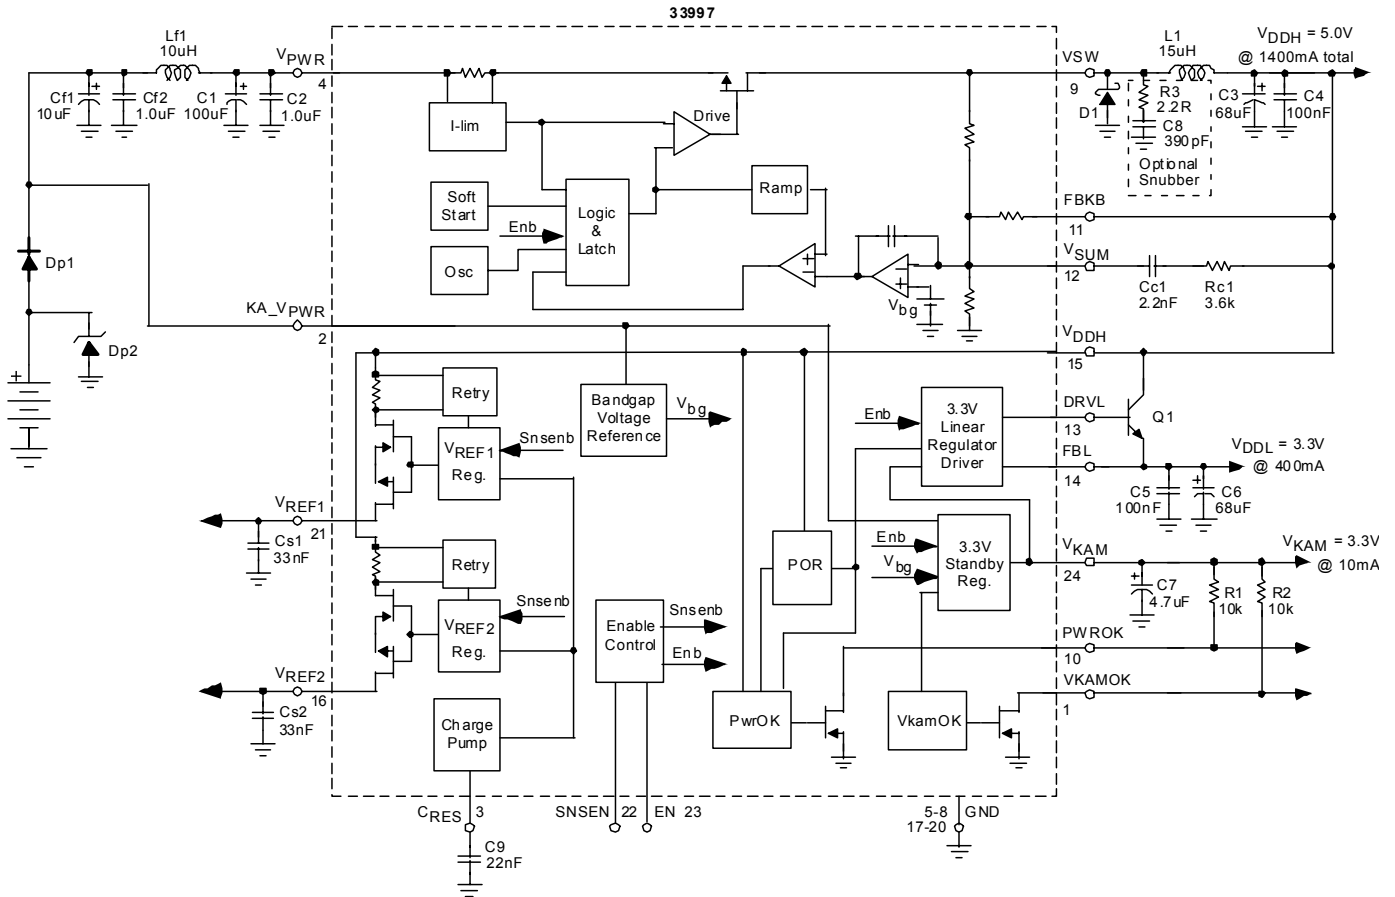 33997
Lf1
10uH
VPWR
4
Cf1
10uF
Cf2
1.0uF
C1
100uF
C2
1.0uF
I-lim
Drive
Soft
Start
Osc
Enb
Logic
&
Latch
Ramp
Vbg
VSW
9
L1
15uH
VDDH = 5.0V
@ 1400mA total
D1
R3
2.2R
C8
390pF
Optional
Snubber
C3
68uF
C4
100nF
FBKB
11
VSUM
12
Cc1
2.2nF
Rc1
3.6k
Dp1
Dp2
KA_VPWR
2
VDDH
15
Retry
VREF1
Reg.
Snsenb
Bandgap
Voltage
Reference
Vbg
Enb
3.3V
Linear
Regulator
Driver
DRVL
13
Q1
FBL
14
VDDL = 3.3V
@ 400mA
C5
100nF
C6
68uF
VREF1
21
Cs1
33nF
Retry
VREF2
Reg.
Snsenb
POR
Enb
Vbg
3.3V
Standby
Reg.
VKAM
24
VKAM = 3.3V
@ 10mA
C7
4.7uF
R1
10k
R2
10k
Enable
Control
Snsenb
Enb
PWROK
10
VKAMOK
1
VREF2
16
Cs2
33nF
Charge
Pump
PwrOK
VkamOK
CRES
3
SNSEN 22
EN 23
5-8
17-20
GND
C9
22nF
+
+
+
+
+
+
+
−
−
+